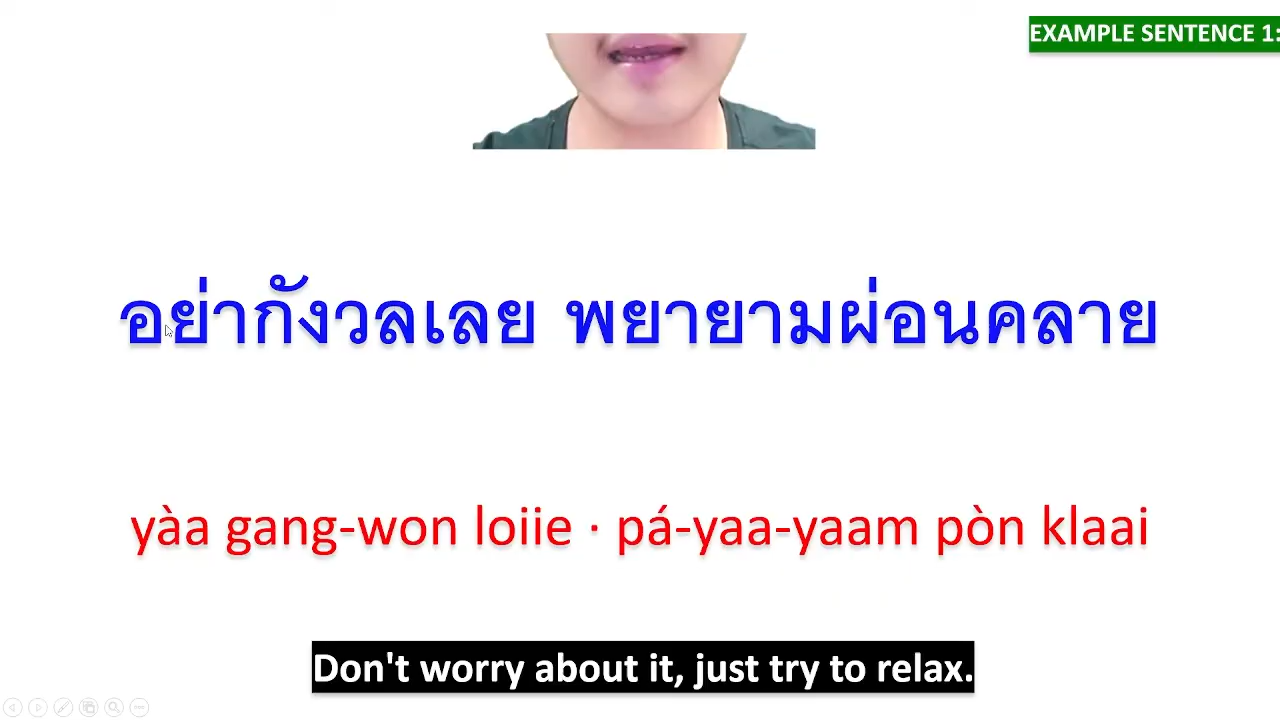 EXAMPLE SENTENCE 1:
อย่ากังวลเลย พยายามผ่อนคลาย
yàa gang-won loiie · pá-yaa-yaam pòn klaai
Don't worry about it, just try to relax.